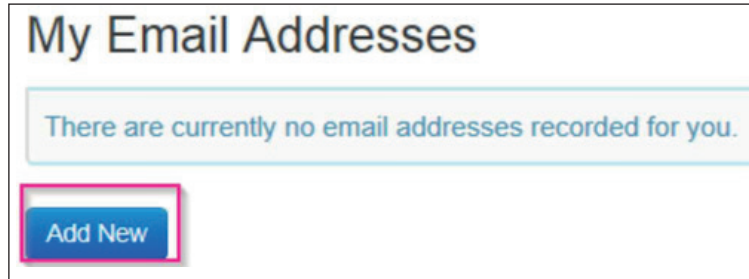 My Email Addresses
There are currently no email addresses recorded for you.
Add New